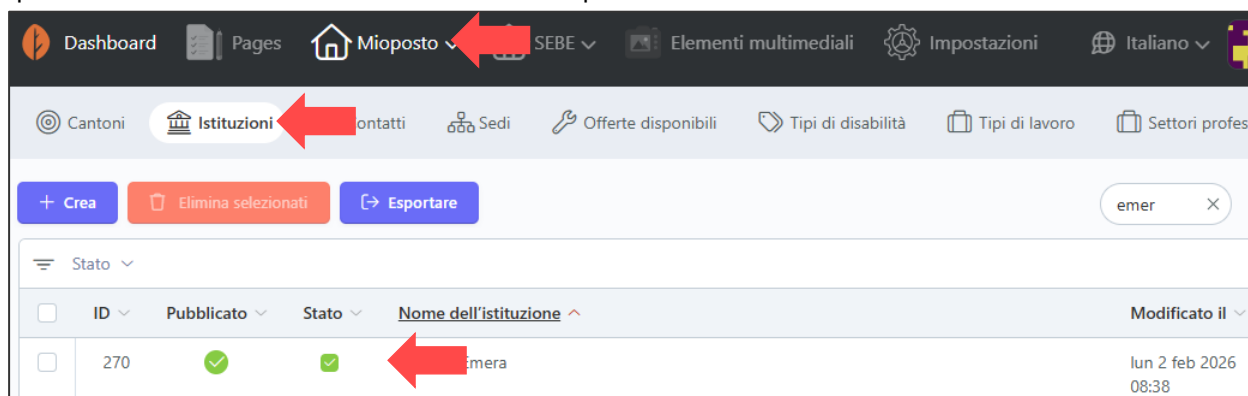 Dashboard Pages Mioposto SEBE Elementi multimediali Impostazioni Italiano
Cantoni Istituzioni ontatti Sedi Offerte disponibili Tipi di disabilità Tipi di lavoro Settori profes
+ Crea Elimina selezionati Esportare emer
Stato
ID Pubblicato Stato Nome dell'istituzione Modificato il
270 mera lun 2 feb 2026
08:38